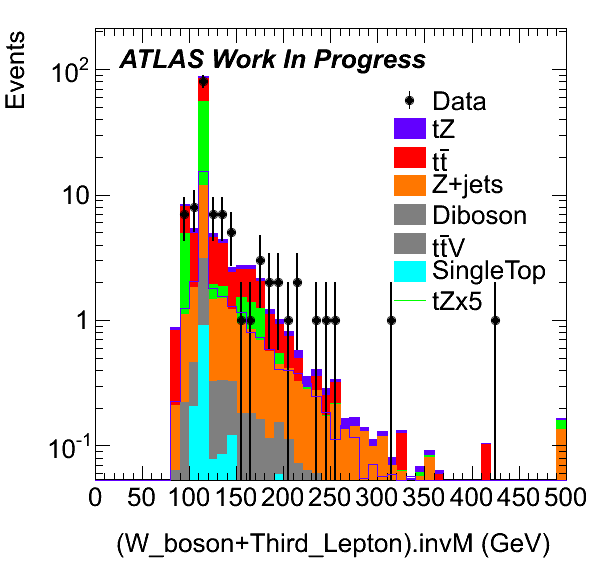 Events
ATLAS Work In Progress
10²
10
1
10⁻¹
Data
tZ
tt̄
Z+jets
Diboson
tt̄V
SingleTop
tZx5
0 50 100 150 200 250 300 350 400 450 500
(W_boson+Third_Lepton).invM (GeV)